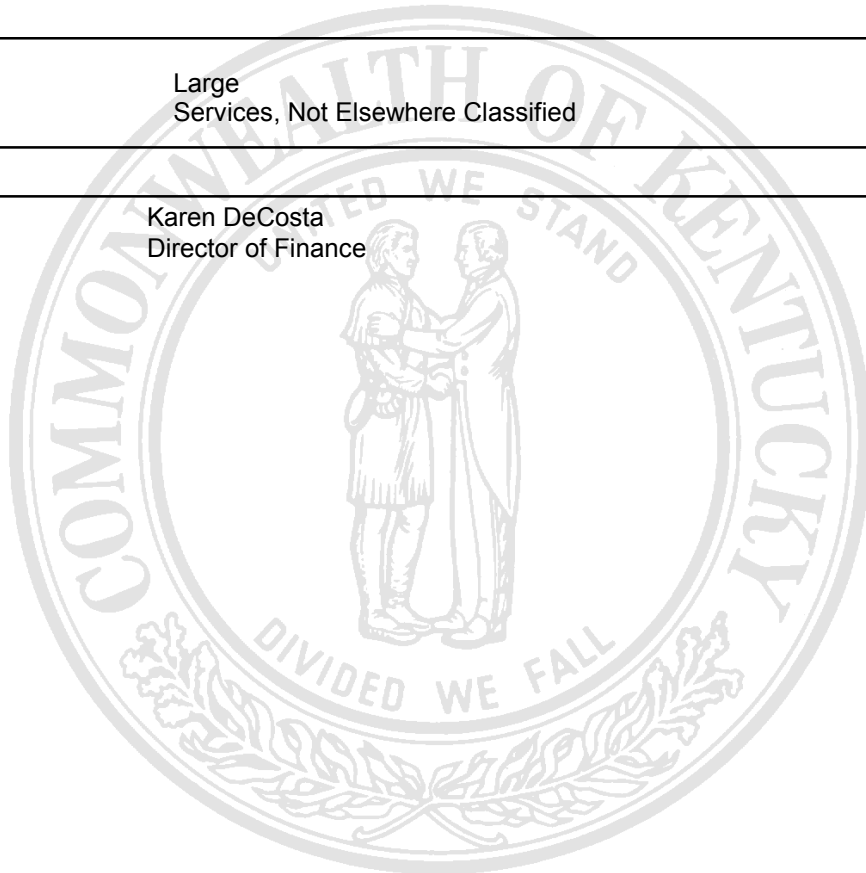 Large
Services, Not Elsewhere Classified
Karen DeCosta
Director of Finance
COMMONWEALTH OF KENTUCKY
UNITED WE STAND
DIVIDED WE FALL